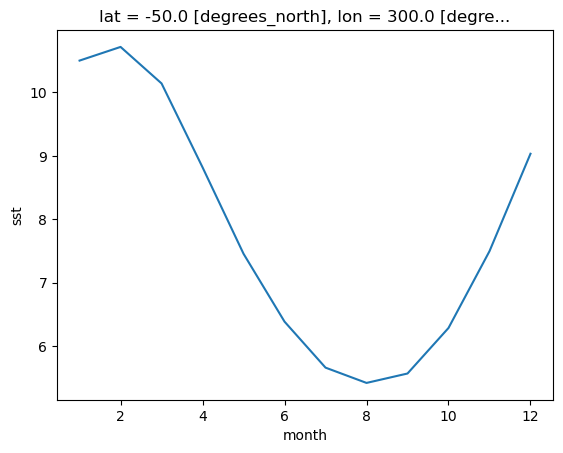 lat = -50.0 [degrees_north], lon = 300.0 [degre...
10
9
8
7
6
sst
2 4 6 8 10 12
month